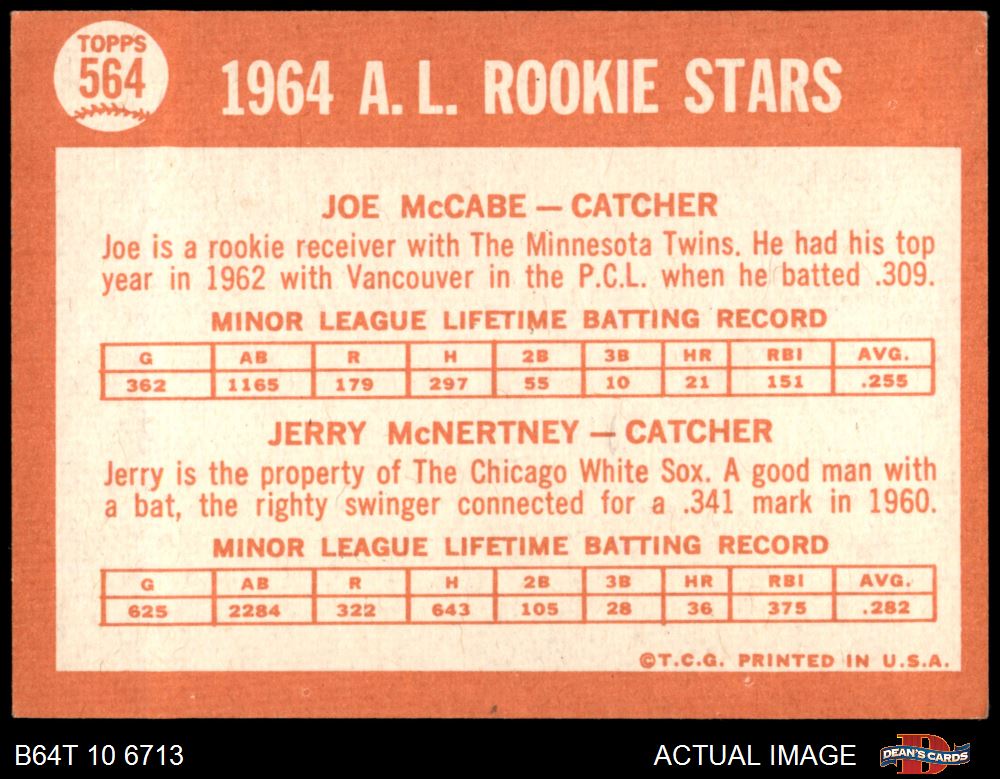 TOPPS
564
1964 A.L. ROOKIE STARS
JOE McCABE — CATCHER
Joe is a rookie receiver with The Minnesota Twins. He had his top
year in 1962 with Vancouver in the P.C.L. when he batted .309.
MINOR LEAGUE LIFETIME BATTING RECORD
G AB R H 2B 3B HR RBI AVG.
362 1165 179 297 55 10 21 151 .255
JERRY McNERTNEY — CATCHER
Jerry is the property of The Chicago White Sox. A good man with
a bat, the righty swinger connected for a .341 mark in 1960.
MINOR LEAGUE LIFETIME BATTING RECORD
G AB R H 2B 3B HR RBI AVG.
625 2284 322 643 105 28 36 375 .282
©T.C.G. PRINTED IN U.S.A.
B64T 10 6713
ACTUAL IMAGE
D
DEAN'S CARDS